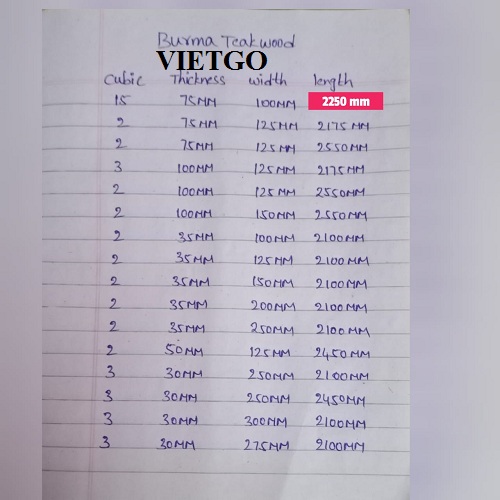 Burma Teakwood
VIETGO
Cubic Thickness width length
15 75MM 100MM 2250 mm
2 75MM 125MM 2175MM
2 75MM 125MM 2550MM
3 100MM 125MM 2175MM
2 100MM 125MM 2550MM
2 100MM 150MM 2550MM
2 35MM 100MM 2100MM
2 35MM 125MM 2100MM
2 35MM 150MM 2100MM
2 35MM 200MM 2100MM
2 35MM 250MM 2100MM
2 50MM 125MM 2450MM
3 30MM 250MM 2100MM
3 30MM 250MM 2450MM
3 30MM 300MM 2100MM
3 30MM 275MM 2100MM